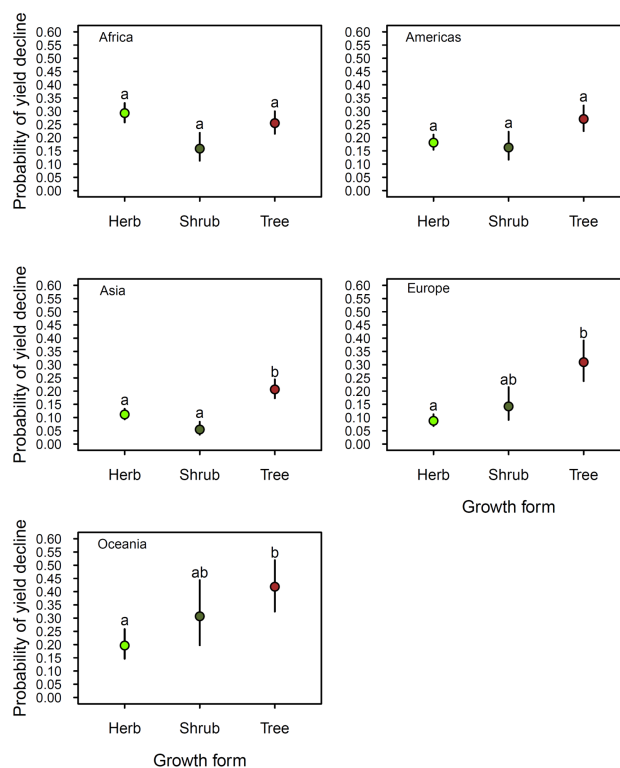 Probability of yield decline
0.60
0.55
0.50
0.45
0.40
0.35
0.30
0.25
0.20
0.15
0.10
0.05
0.00
Africa
a
a
a
Herb Shrub Tree
0.60
0.55
0.50
0.45
0.40
0.35
0.30
0.25
0.20
0.15
0.10
0.05
0.00
Americas
a
a
a
Herb Shrub Tree
Probability of yield decline
0.60
0.55
0.50
0.45
0.40
0.35
0.30
0.25
0.20
0.15
0.10
0.05
0.00
Asia
a
a
b
Herb Shrub Tree
0.60
0.55
0.50
0.45
0.40
0.35
0.30
0.25
0.20
0.15
0.10
0.05
0.00
Europe
a
ab
b
Herb Shrub Tree
Growth form
Probability of yield decline
0.60
0.55
0.50
0.45
0.40
0.35
0.30
0.25
0.20
0.15
0.10
0.05
0.00
Oceania
a
ab
b
Herb Shrub Tree
Growth form